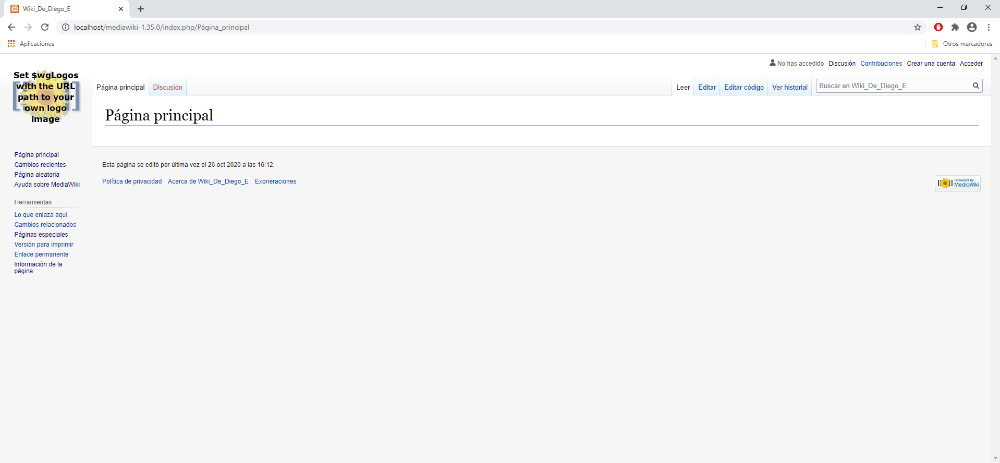 Wiki_De_Diego_E
localhost/mediawiki-1.35.0/index.php/Página_principal
Aplicaciones
Otros marcadores
No has accedido Discusión Contribuciones Crear una cuenta Acceder
Set $wgLogos
with the URL
path to your
own logo
image
Página principal Discusión Leer Editar Editar código Ver historial Buscar en Wiki_De_Diego_E
Página principal
Página principal
Cambios recientes
Página aleatoria
Ayuda sobre MediaWiki
Herramientas
Lo que enlaza aquí
Cambios relacionados
Páginas especiales
Versión para imprimir
Enlace permanente
Información de la
página
Esta página se editó por última vez el 26 oct 2020 a las 16:12.
Política de privacidad Acerca de Wiki_De_Diego_E Exoneraciones
Powered By
MediaWiki